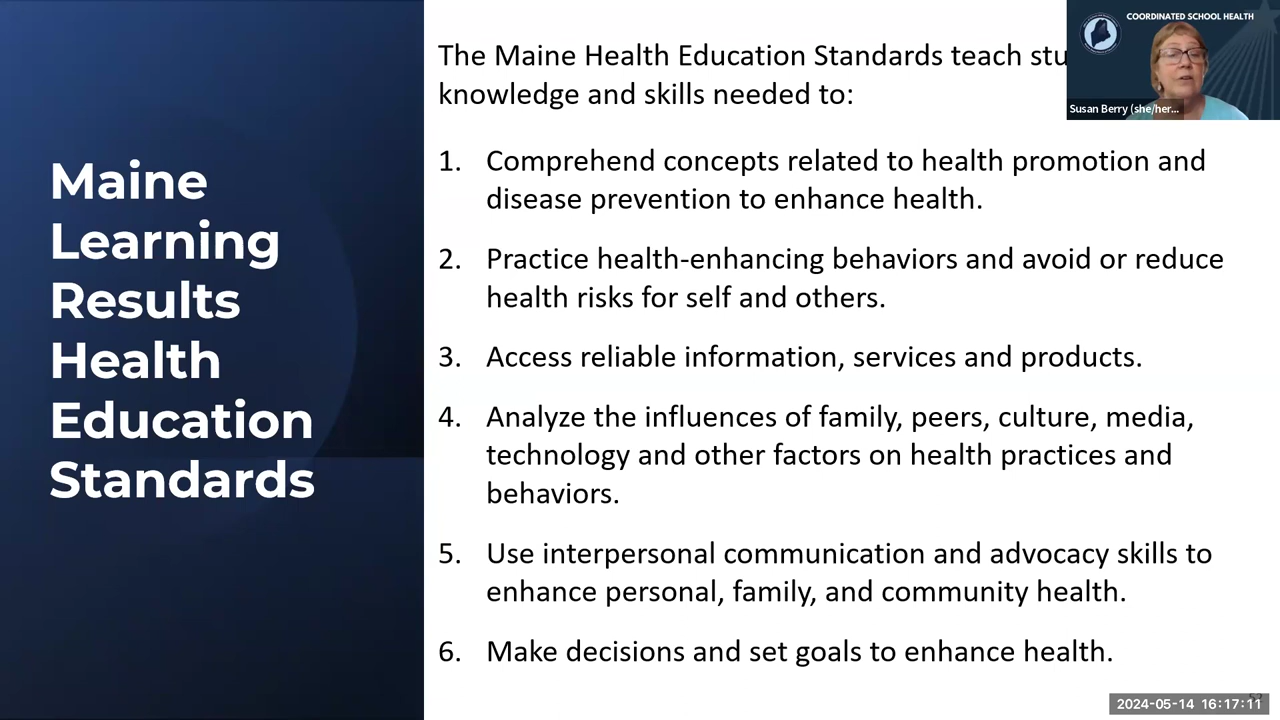 Maine
Learning
Results
Health
Education
Standards
The Maine Health Education Standards teach stu
knowledge and skills needed to:
1. Comprehend concepts related to health promotion and
disease prevention to enhance health.
2. Practice health-enhancing behaviors and avoid or reduce
health risks for self and others.
3. Access reliable information, services and products.
4. Analyze the influences of family, peers, culture, media,
technology and other factors on health practices and
behaviors.
5. Use interpersonal communication and advocacy skills to
enhance personal, family, and community health.
6. Make decisions and set goals to enhance health.
COORDINATED SCHOOL HEALTH
Susan Berry (she/her...
2024-05-14 16:17:11